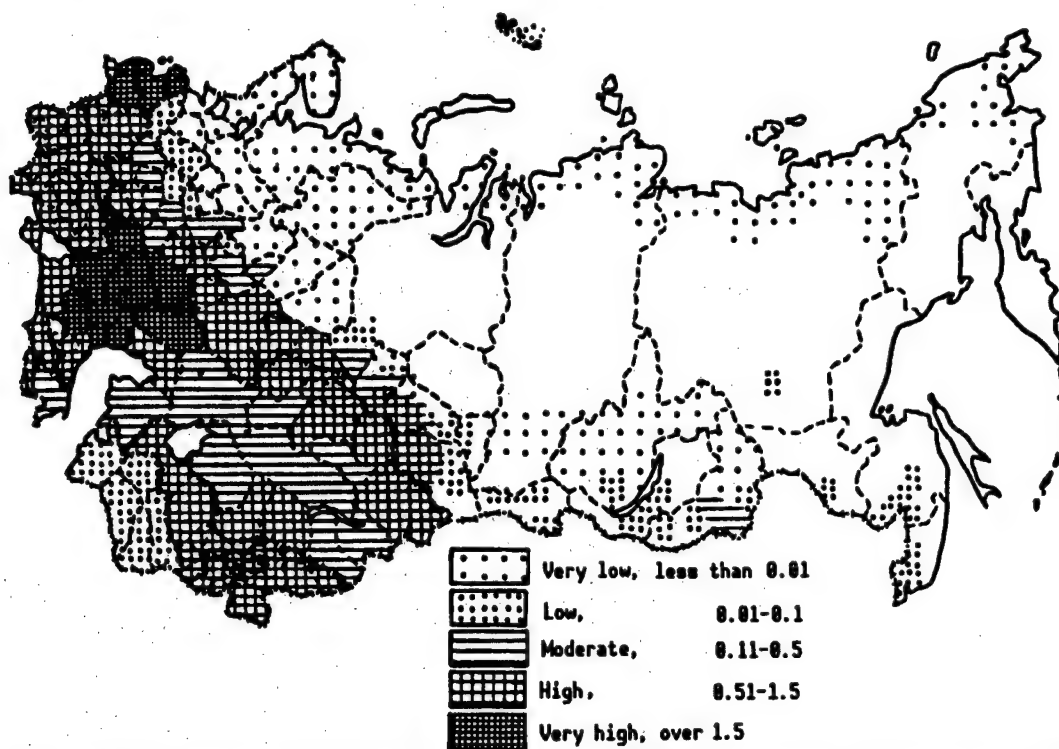 Very low, less than 0.01
Low, 0.01-0.1
Moderate, 0.11-0.5
High, 0.51-1.5
Very high, over 1.5